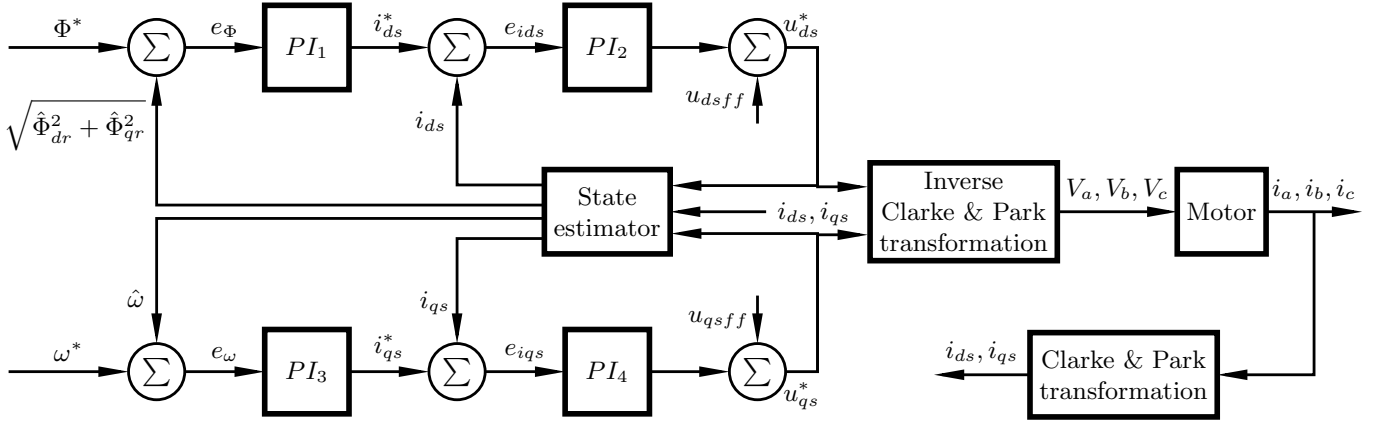 Φ* Σ e_Φ PI₁ i*_ds Σ e_ids PI₂ Σ u*_ds
√(Φ̂²_dr + Φ̂²_qr) i_ds u_dsff
State estimator
i_ds, i_qs
Inverse
Clarke & Park
transformation
V_a, V_b, V_c
Motor
i_a, i_b, i_c
ω̂ i_qs u_qsff
ω* Σ e_ω PI₃ i*_qs Σ e_iqs PI₄ Σ u*_qs
i_ds, i_qs
Clarke & Park
transformation